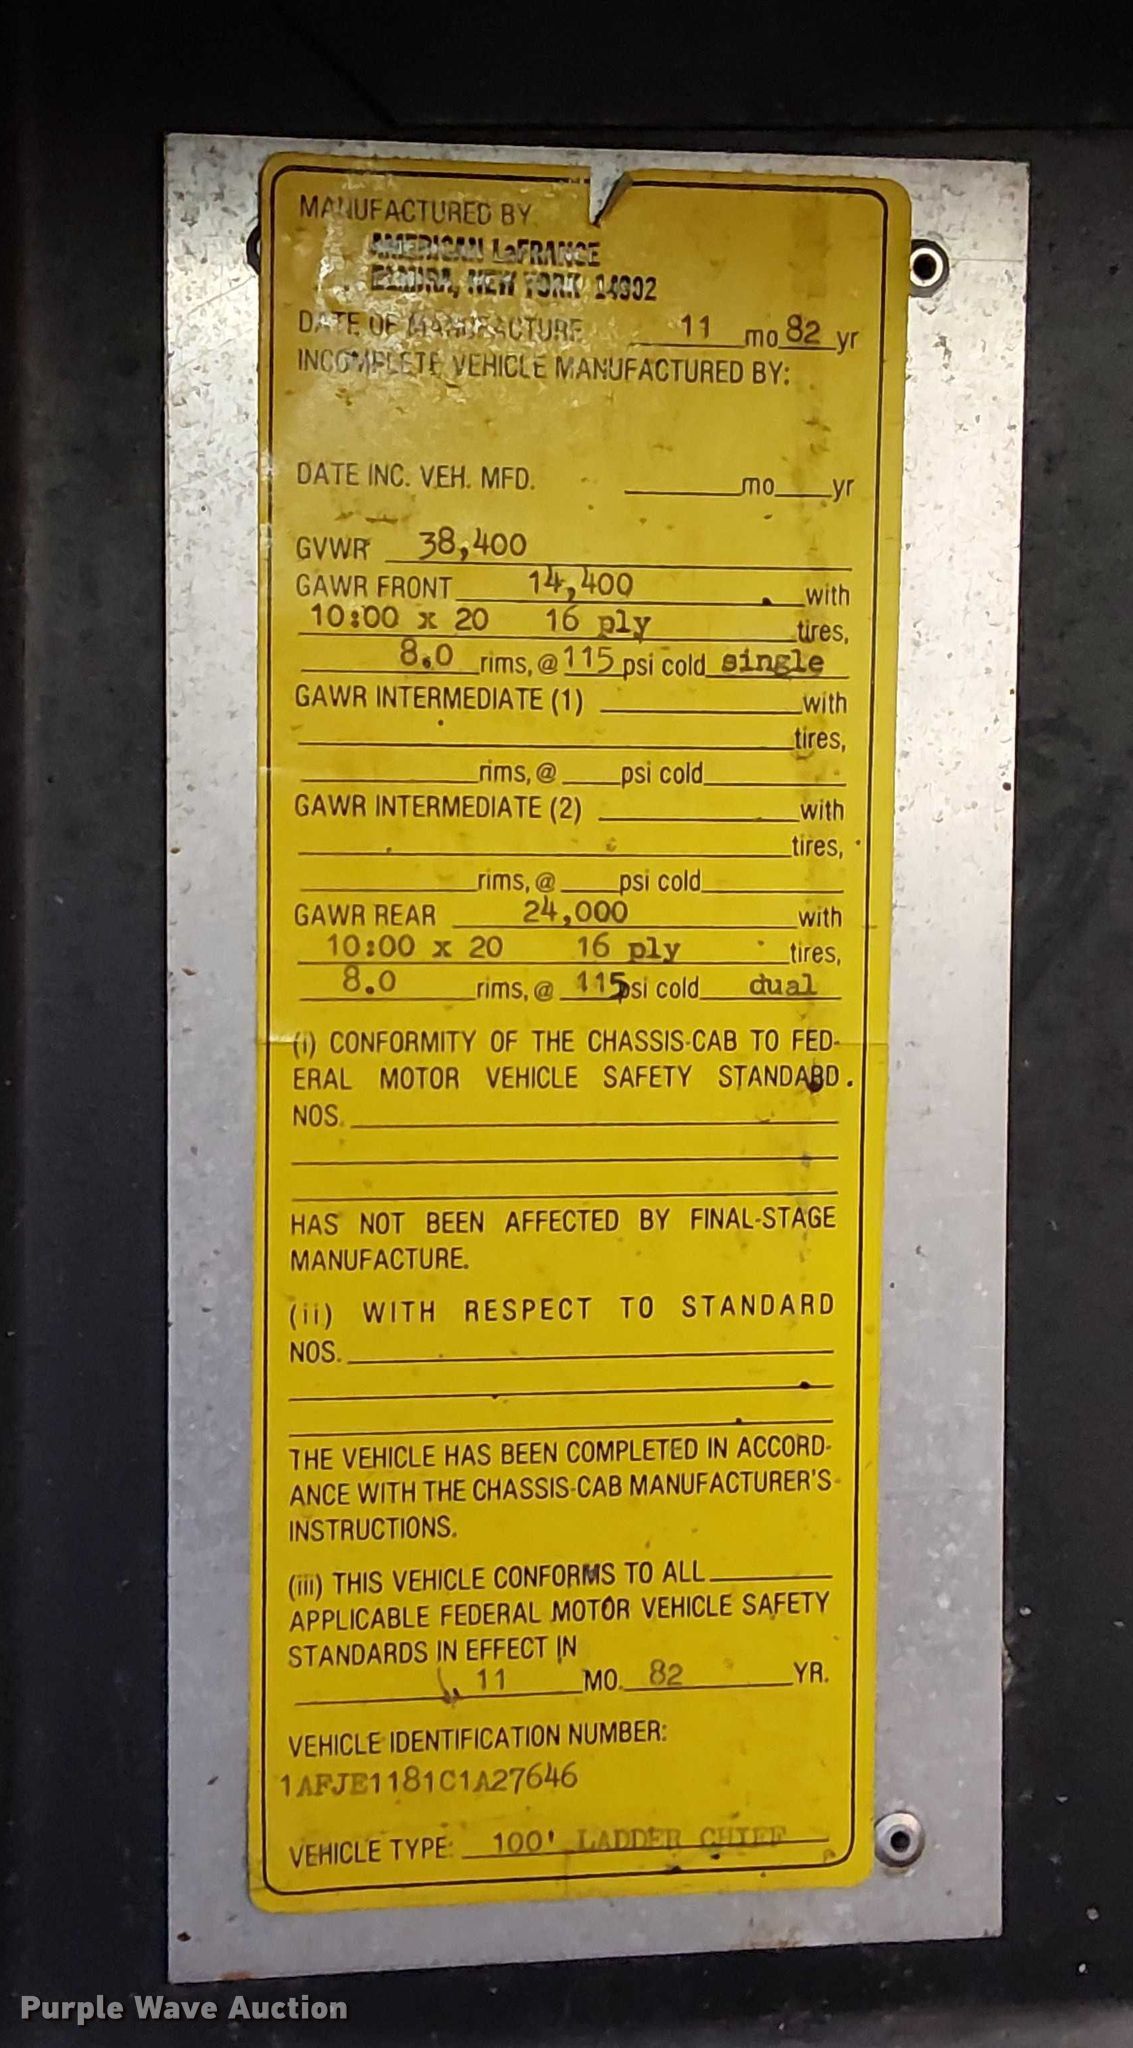 MANUFACTURED BY:
AMERICAN LaFRANCE
ELMIRA, NEW YORK 14902
DATE OF MANUFACTURE 11 mo 82 yr
INCOMPLETE VEHICLE MANUFACTURED BY:
DATE INC. VEH. MFD. mo yr
GVWR 38,400
GAWR FRONT 14,400 with
10:00 x 20 16 ply tires,
8.0 rims, @ 115 psi cold single
GAWR INTERMEDIATE (1) with
tires,
rims, @ psi cold
GAWR INTERMEDIATE (2) with
tires,
rims, @ psi cold
GAWR REAR 24,000 with
10:00 x 20 16 ply tires,
8.0 rims, @ 115 psi cold dual
(i) CONFORMITY OF THE CHASSIS-CAB TO FED-
ERAL MOTOR VEHICLE SAFETY STANDARD.
NOS.
HAS NOT BEEN AFFECTED BY FINAL-STAGE
MANUFACTURE.
(ii) WITH RESPECT TO STANDARD
NOS.
THE VEHICLE HAS BEEN COMPLETED IN ACCORD-
ANCE WITH THE CHASSIS-CAB MANUFACTURER'S
INSTRUCTIONS.
(iii) THIS VEHICLE CONFORMS TO ALL
APPLICABLE FEDERAL MOTOR VEHICLE SAFETY
STANDARDS IN EFFECT IN
11 MO. 82 YR.
VEHICLE IDENTIFICATION NUMBER:
1AFJE1181C1A27646
VEHICLE TYPE: 100' LADDER CHIEF
Purple Wave Auction